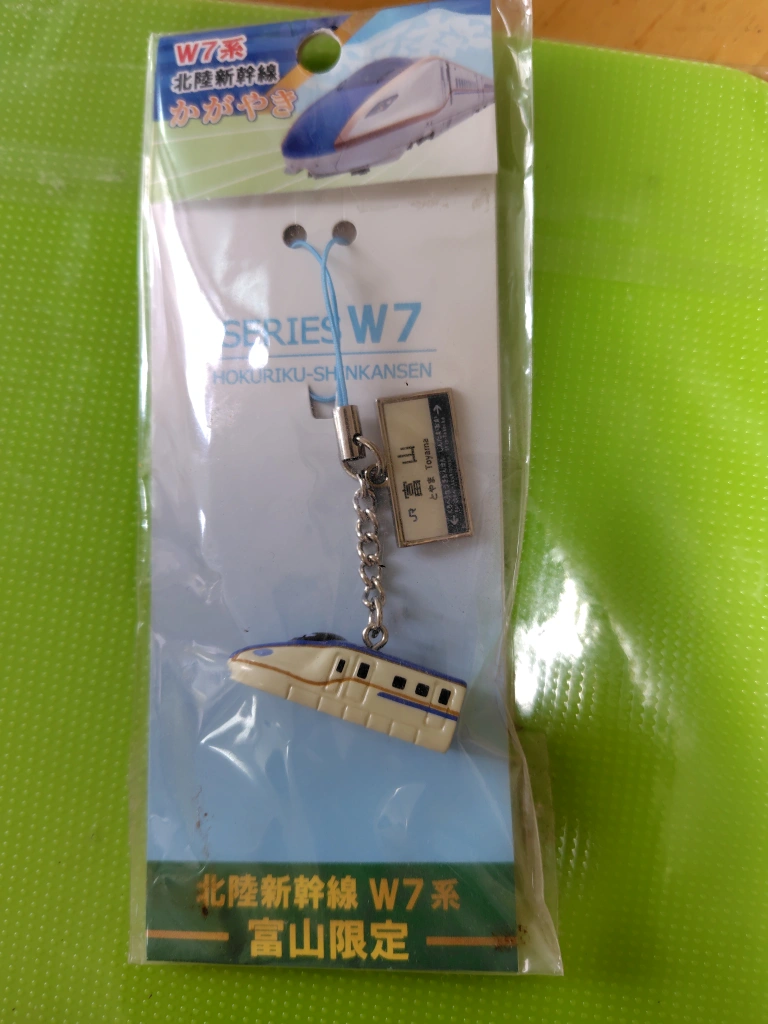 W7系
北陸新幹線
かがやき
SERIES W7
HOKURIKU-SHINKANSEN
JR 富山
とやま Toyama
北陸新幹線 W7系
富山限定